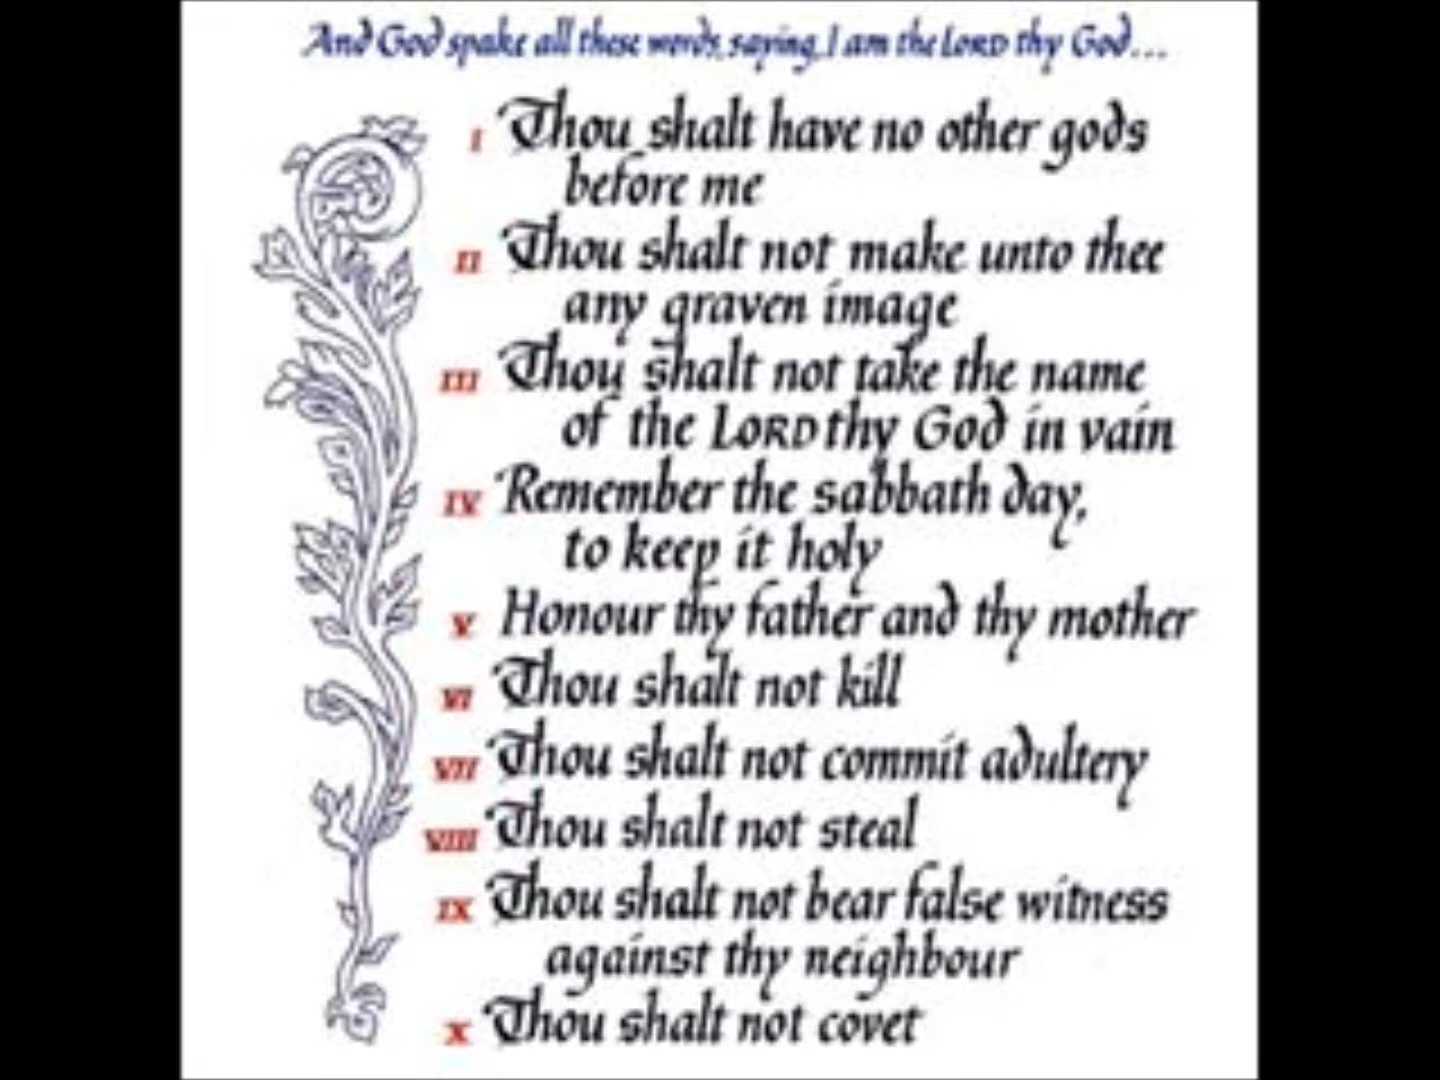 And God spake all these words, saying, I am the LORD thy God...
I Thou shalt have no other gods
before me
II Thou shalt not make unto thee
any graven image
III Thou shalt not take the name
of the LORD thy God in vain
IV Remember the sabbath day,
to keep it holy
V Honour thy father and thy mother
VI Thou shalt not kill
VII Thou shalt not commit adultery
VIII Thou shalt not steal
IX Thou shalt not bear false witness
against thy neighbour
X Thou shalt not covet